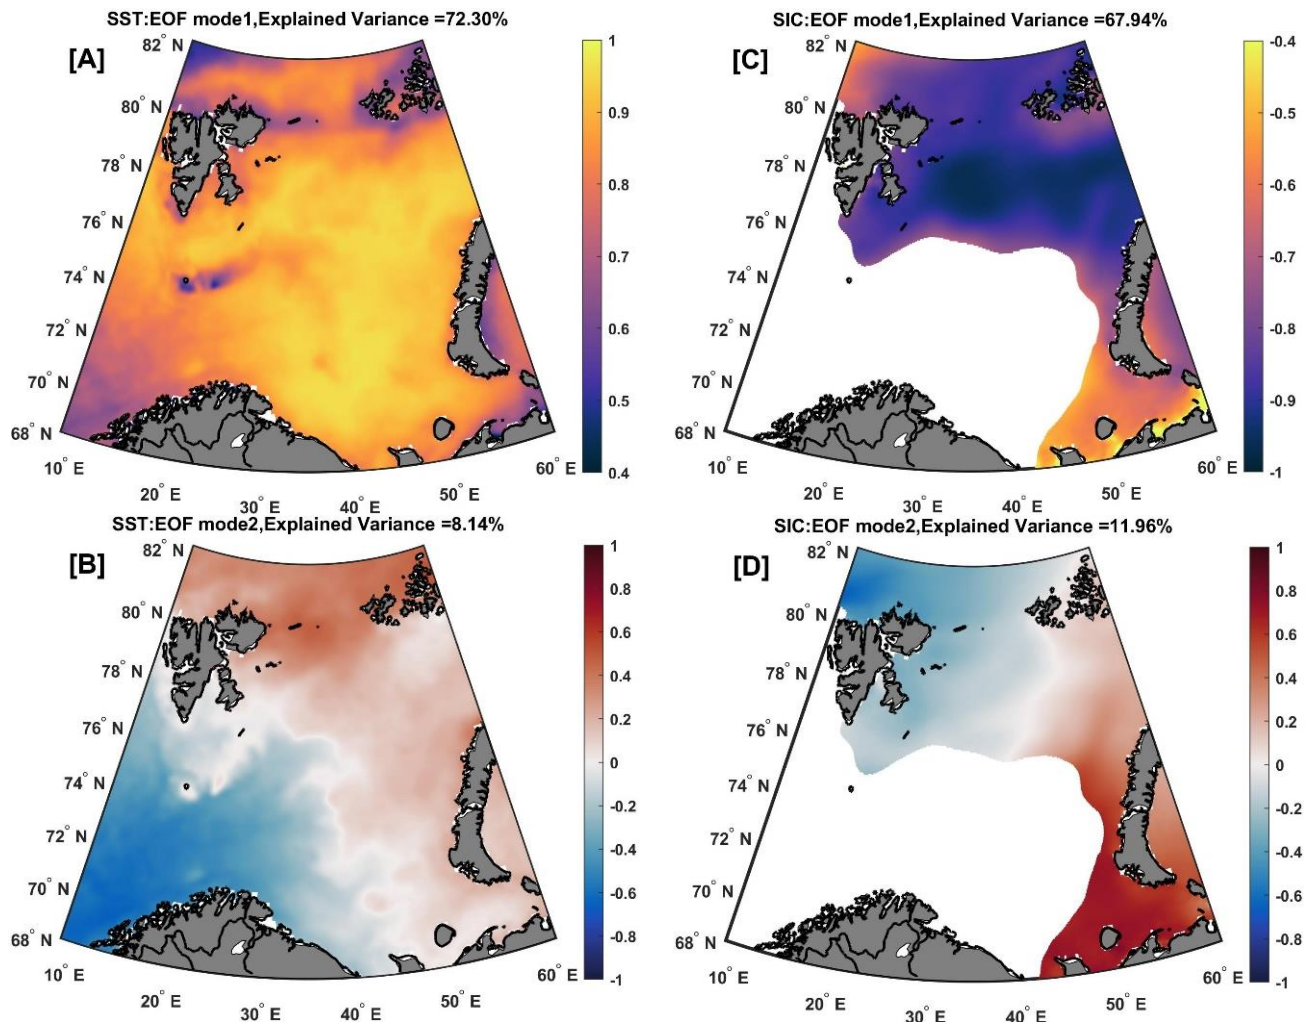 SST:EOF mode1,Explained Variance =72.30%
[A]
82° N
80° N
78° N
76° N
74° N
72° N
70° N
68° N
10° E
20° E
30° E
40° E
50° E
60° E
1
0.9
0.8
0.7
0.6
0.5
0.4
SIC:EOF mode1,Explained Variance =67.94%
[C]
82° N
80° N
78° N
76° N
74° N
72° N
70° N
68° N
10° E
20° E
30° E
40° E
50° E
60° E
-0.4
-0.5
-0.6
-0.7
-0.8
-0.9
-1
SST:EOF mode2,Explained Variance =8.14%
[B]
82° N
80° N
78° N
76° N
74° N
72° N
70° N
68° N
10° E
20° E
30° E
40° E
50° E
60° E
1
0.8
0.6
0.4
0.2
0
-0.2
-0.4
-0.6
-0.8
-1
SIC:EOF mode2,Explained Variance =11.96%
[D]
82° N
80° N
78° N
76° N
74° N
72° N
70° N
68° N
10° E
20° E
30° E
40° E
50° E
60° E
1
0.8
0.6
0.4
0.2
0
-0.2
-0.4
-0.6
-0.8
-1